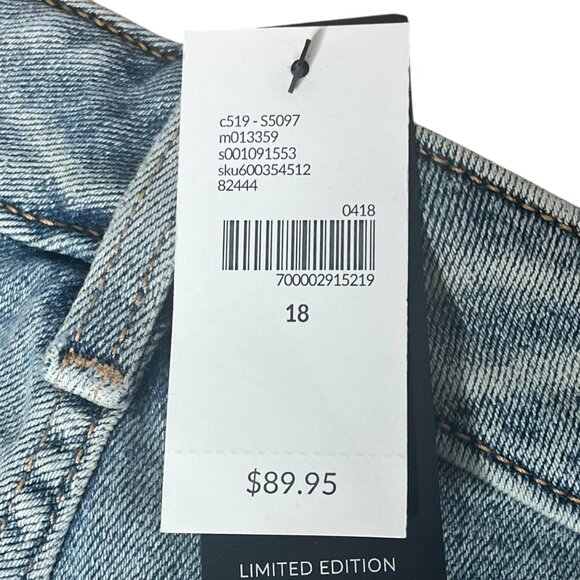 c519 - S5097
m013359
s001091553
sku600354512
82444
0418
700002915219
18
$89.95
LIMITED EDITION